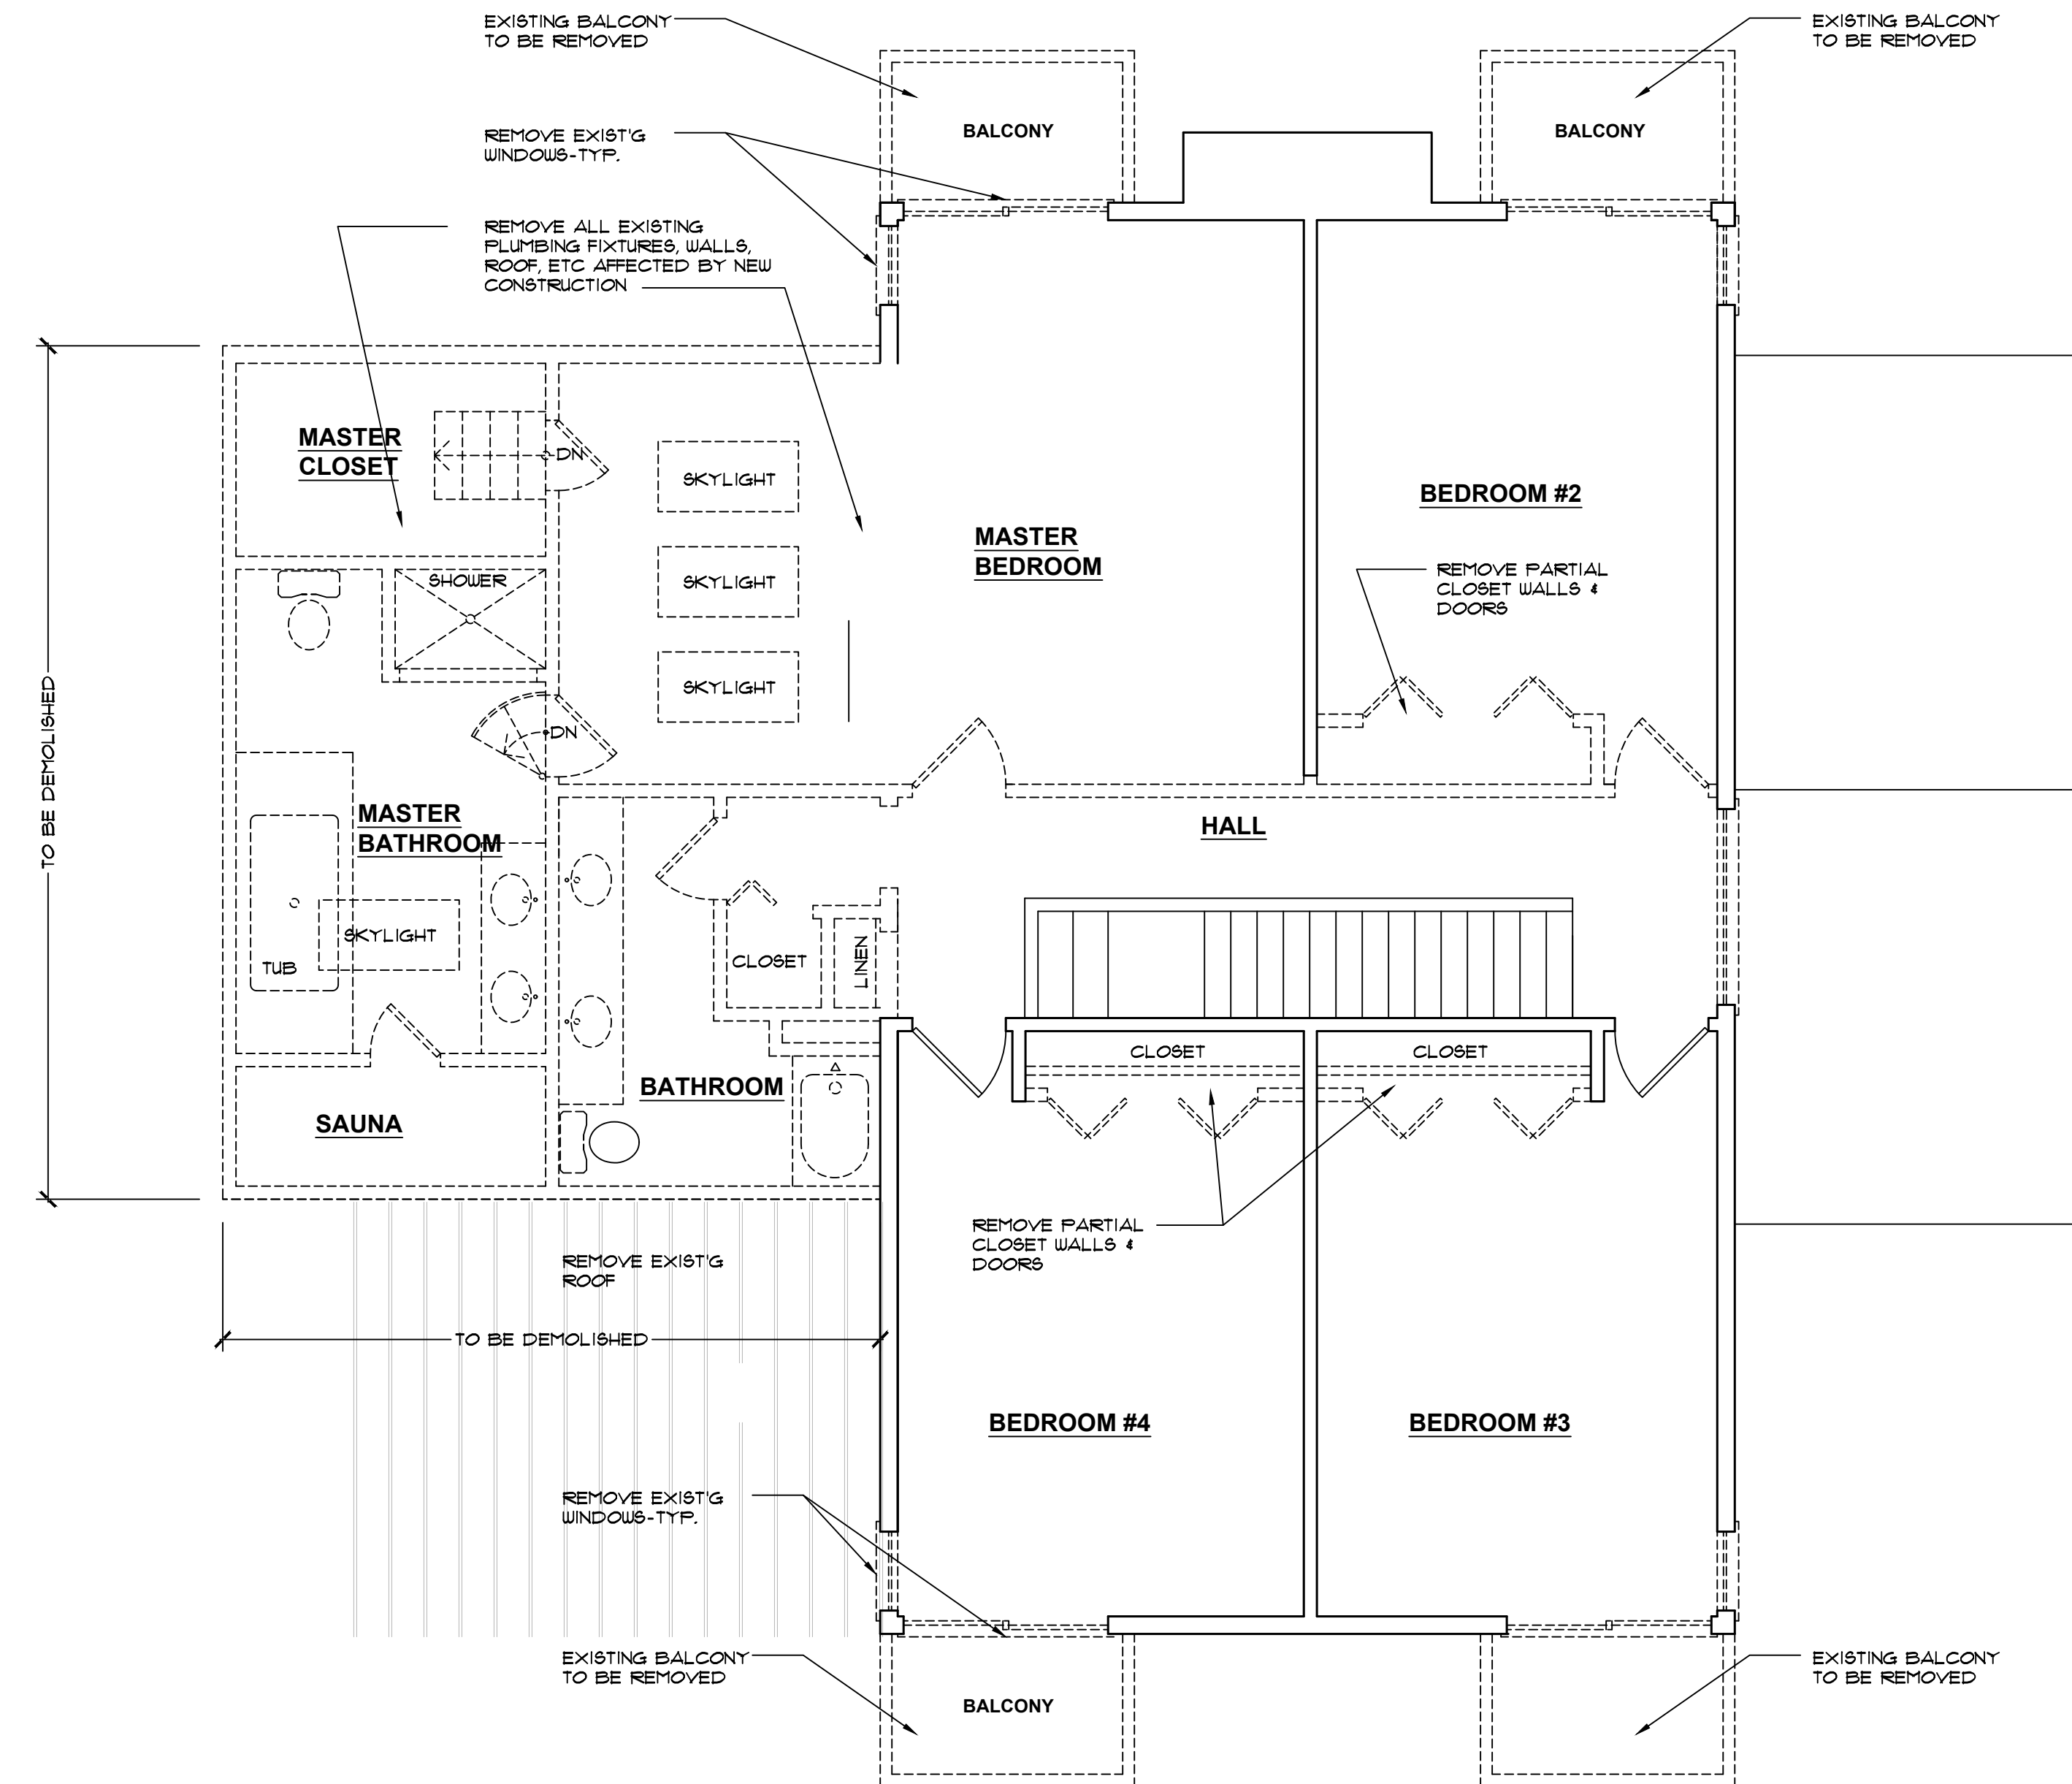 EXISTING BALCONY
TO BE REMOVED
EXISTING BALCONY
TO BE REMOVED
BALCONY
BALCONY
REMOVE EXIST'G
WINDOWS-TYP.
REMOVE ALL EXISTING
PLUMBING FIXTURES, WALLS,
ROOF, ETC AFFECTED BY NEW
CONSTRUCTION
MASTER
CLOSET
DN
SKYLIGHT
BEDROOM #2
MASTER
BEDROOM
SHOWER
SKYLIGHT
REMOVE PARTIAL
CLOSET WALLS &
DOORS
SKYLIGHT
DN
TO BE DEMOLISHED
MASTER
BATHROOM
HALL
SKYLIGHT
TUB
CLOSET
LINEN
CLOSET
CLOSET
BATHROOM
SAUNA
REMOVE PARTIAL
CLOSET WALLS &
DOORS
REMOVE EXIST'G
ROOF
TO BE DEMOLISHED
BEDROOM #4
BEDROOM #3
REMOVE EXIST'G
WINDOWS-TYP.
EXISTING BALCONY
TO BE REMOVED
EXISTING BALCONY
TO BE REMOVED
BALCONY